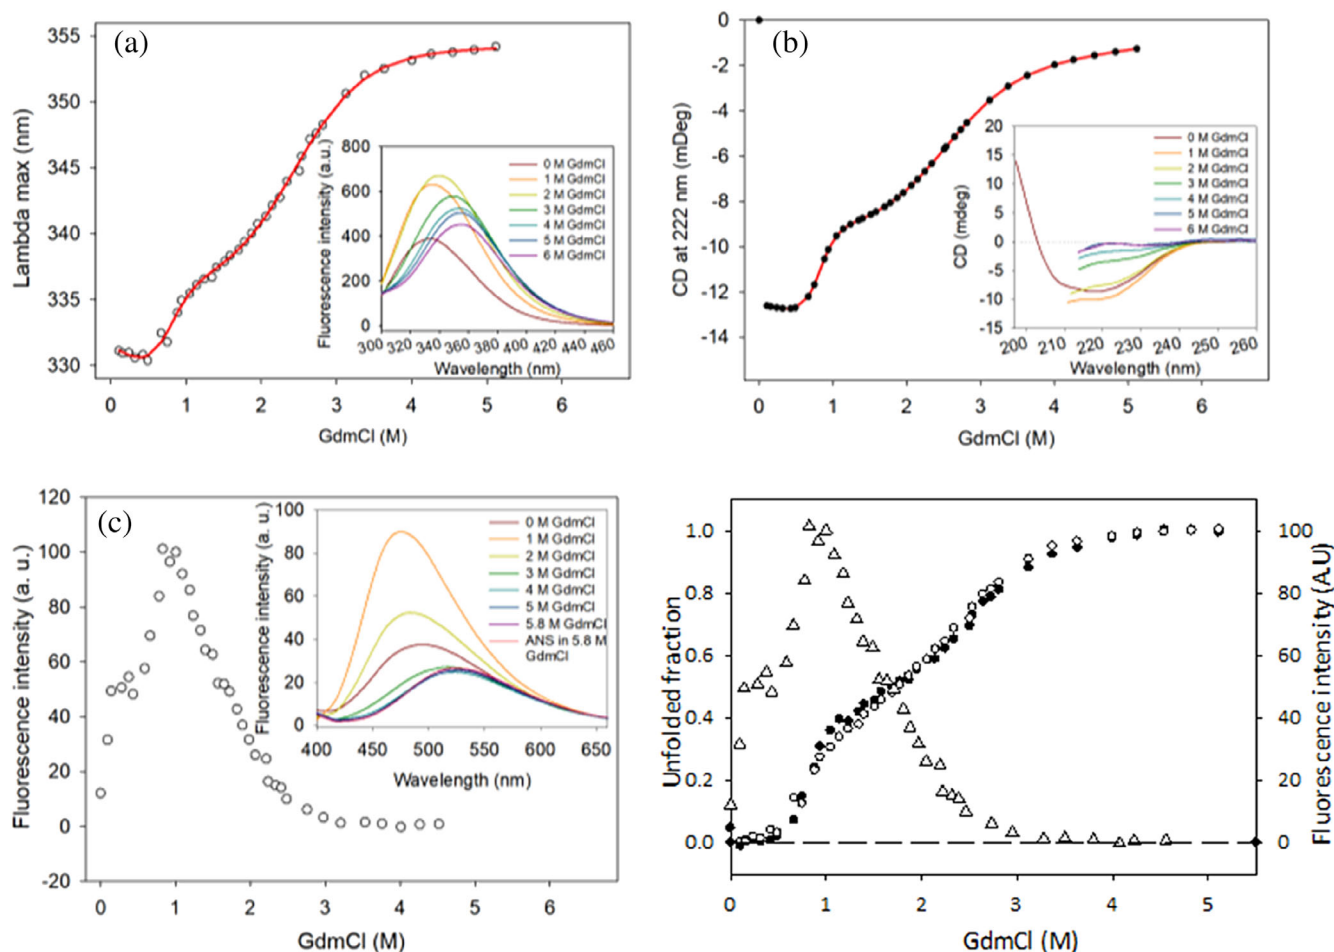 (a)
Lambda max (nm)
355
350
345
340
335
330
0 1 2 3 4 5 6
GdmCl (M)
Fluorescence intensity (a.u.)
800
600
400
200
0
300 320 340 360 380 400 420 440 460
Wavelength (nm)
0 M GdmCl
1 M GdmCl
2 M GdmCl
3 M GdmCl
4 M GdmCl
5 M GdmCl
6 M GdmCl
(b)
CD at 222 nm (mDeg)
0
-2
-4
-6
-8
-10
-12
-14
0 1 2 3 4 5 6
GdmCl (M)
CD (mdeg)
20
15
10
5
0
-5
-10
-15
200 210 220 230 240 250 260
Wavelength (nm)
0 M GdmCl
1 M GdmCl
2 M GdmCl
3 M GdmCl
4 M GdmCl
5 M GdmCl
6 M GdmCl
(c)
Fluorescence intensity (a. u.)
120
100
80
60
40
20
0
-20
0 1 2 3 4 5 6
GdmCl (M)
Fluorescence intensity (a. u.)
100
80
60
40
20
0
400 450 500 550 600 650
Wavelength (nm)
0 M GdmCl
1 M GdmCl
2 M GdmCl
3 M GdmCl
4 M GdmCl
5 M GdmCl
5.8 M GdmCl
ANS in 5.8 M
GdmCl
Unfolded fraction
1.0
0.8
0.6
0.4
0.2
0.0
0 1 2 3 4 5
GdmCl (M)
100
80
60
40
20
0
Fluorescence intensity (A.U)